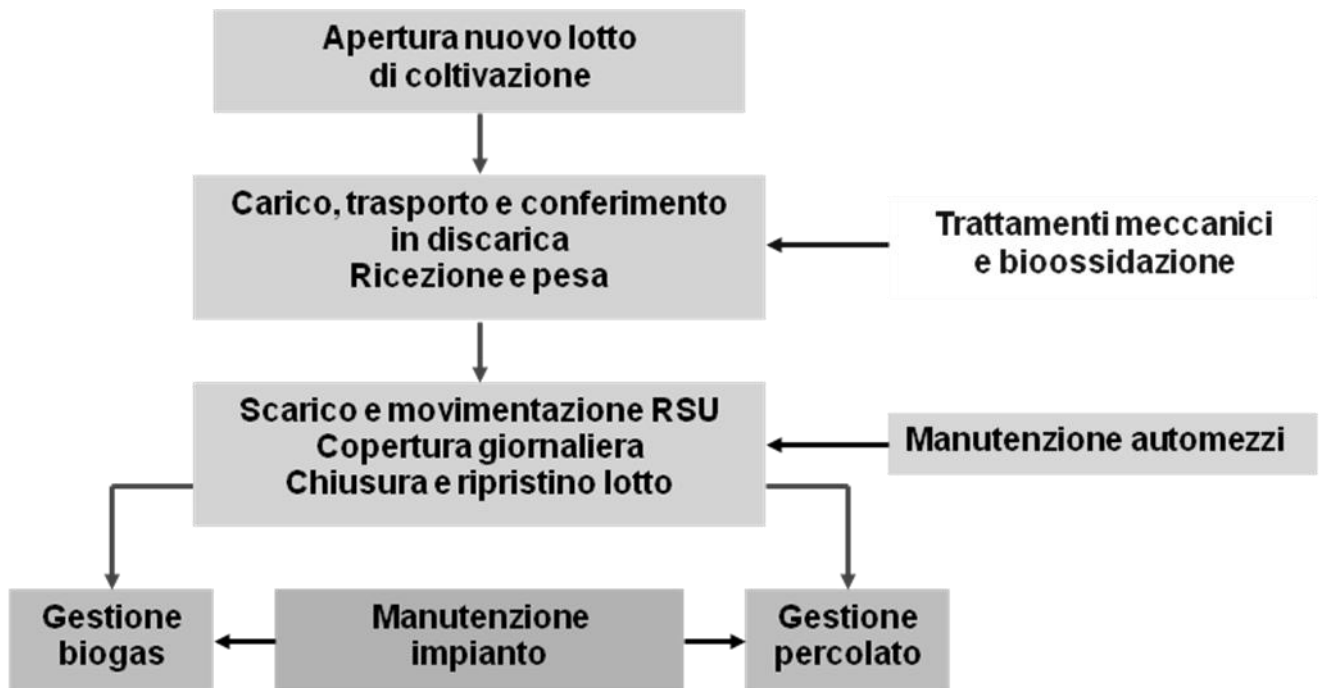 Apertura nuovo lotto
di coltivazione
Carico, trasporto e conferimento
in discarica
Ricezione e pesa
Trattamenti meccanici
e bioossidazione
Scarico e movimentazione RSU
Copertura giornaliera
Chiusura e ripristino lotto
Manutenzione automezzi
Gestione
biogas
Manutenzione
impianto
Gestione
percolato